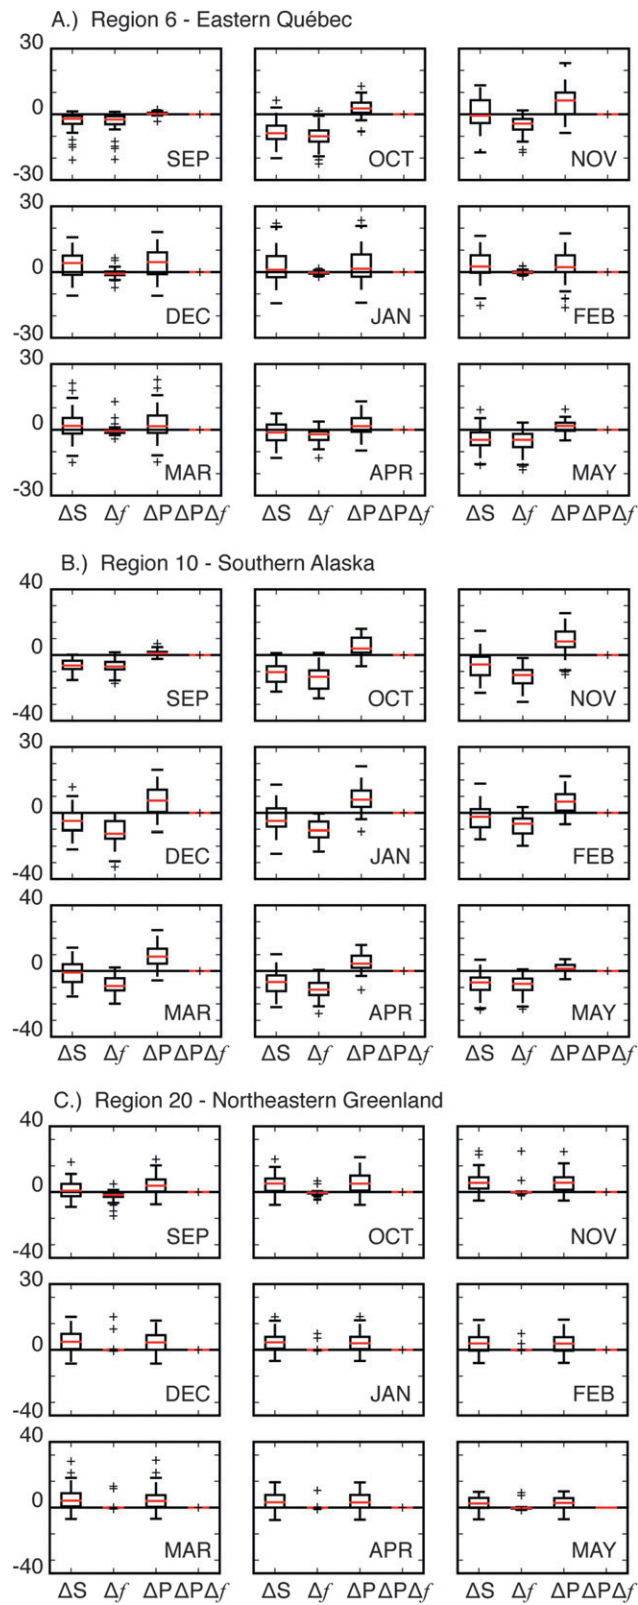 A.) Region 6 - Eastern Québec
30
0
-30
SEP OCT NOV
30
0
-30
DEC JAN FEB
30
0
-30
MAR APR MAY
ΔS Δf ΔP ΔPΔf ΔS Δf ΔP ΔPΔf ΔS Δf ΔP ΔPΔf
B.) Region 10 - Southern Alaska
40
0
-40
SEP OCT NOV
30
0
-40
DEC JAN FEB
40
0
-40
MAR APR MAY
ΔS Δf ΔP ΔPΔf ΔS Δf ΔP ΔPΔf ΔS Δf ΔP ΔPΔf
C.) Region 20 - Northeastern Greenland
40
0
-40
SEP OCT NOV
30
0
-40
DEC JAN FEB
40
0
-40
MAR APR MAY
ΔS Δf ΔP ΔPΔf ΔS Δf ΔP ΔPΔf ΔS Δf ΔP ΔPΔf